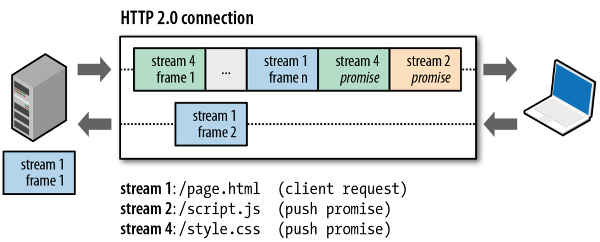 HTTP 2.0 connection
stream 4
frame 1
...
stream 1
frame n
stream 4
promise
stream 2
promise
stream 1
frame 2
stream 1
frame 1
stream 1: /page.html (client request)
stream 2: /script.js (push promise)
stream 4: /style.css (push promise)